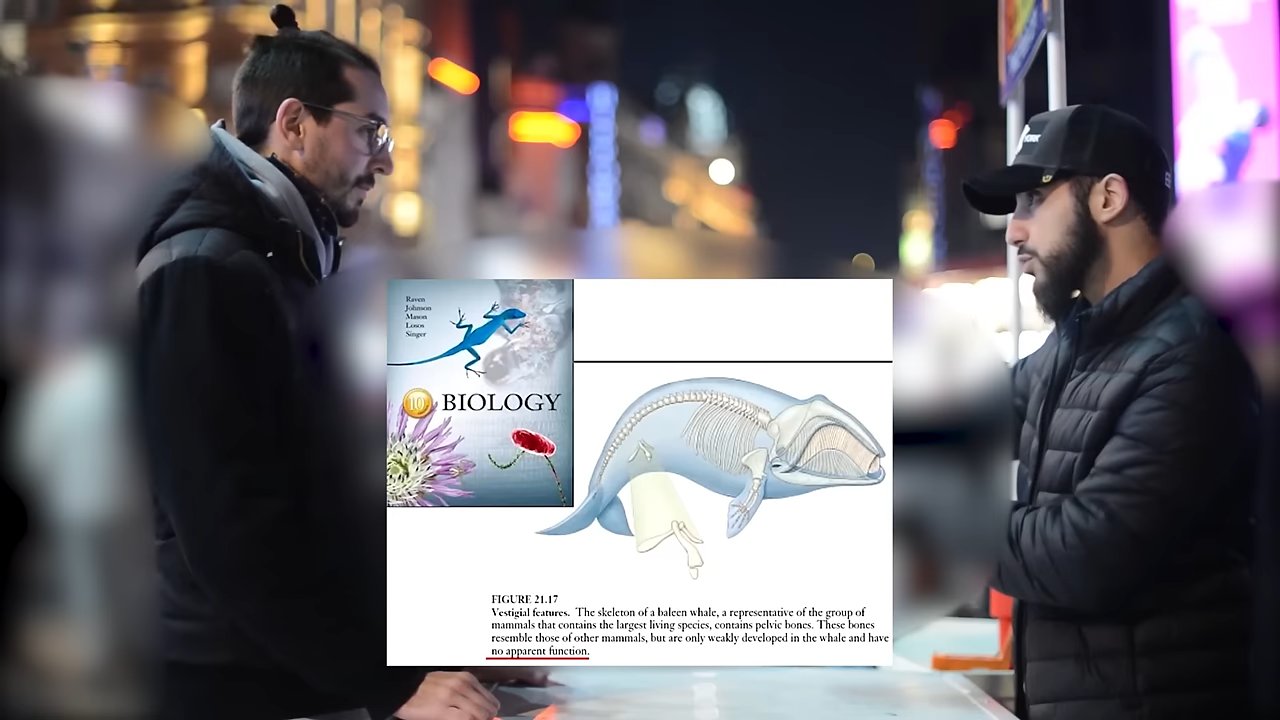 Raven
Johnson
Mason
Losos
Singer
10
BIOLOGY
FIGURE 21.17
Vestigial features. The skeleton of a baleen whale, a representative of the group of
mammals that contains the largest living species, contains pelvic bones. These bones
resemble those of other mammals, but are only weakly developed in the whale and have
no apparent function.